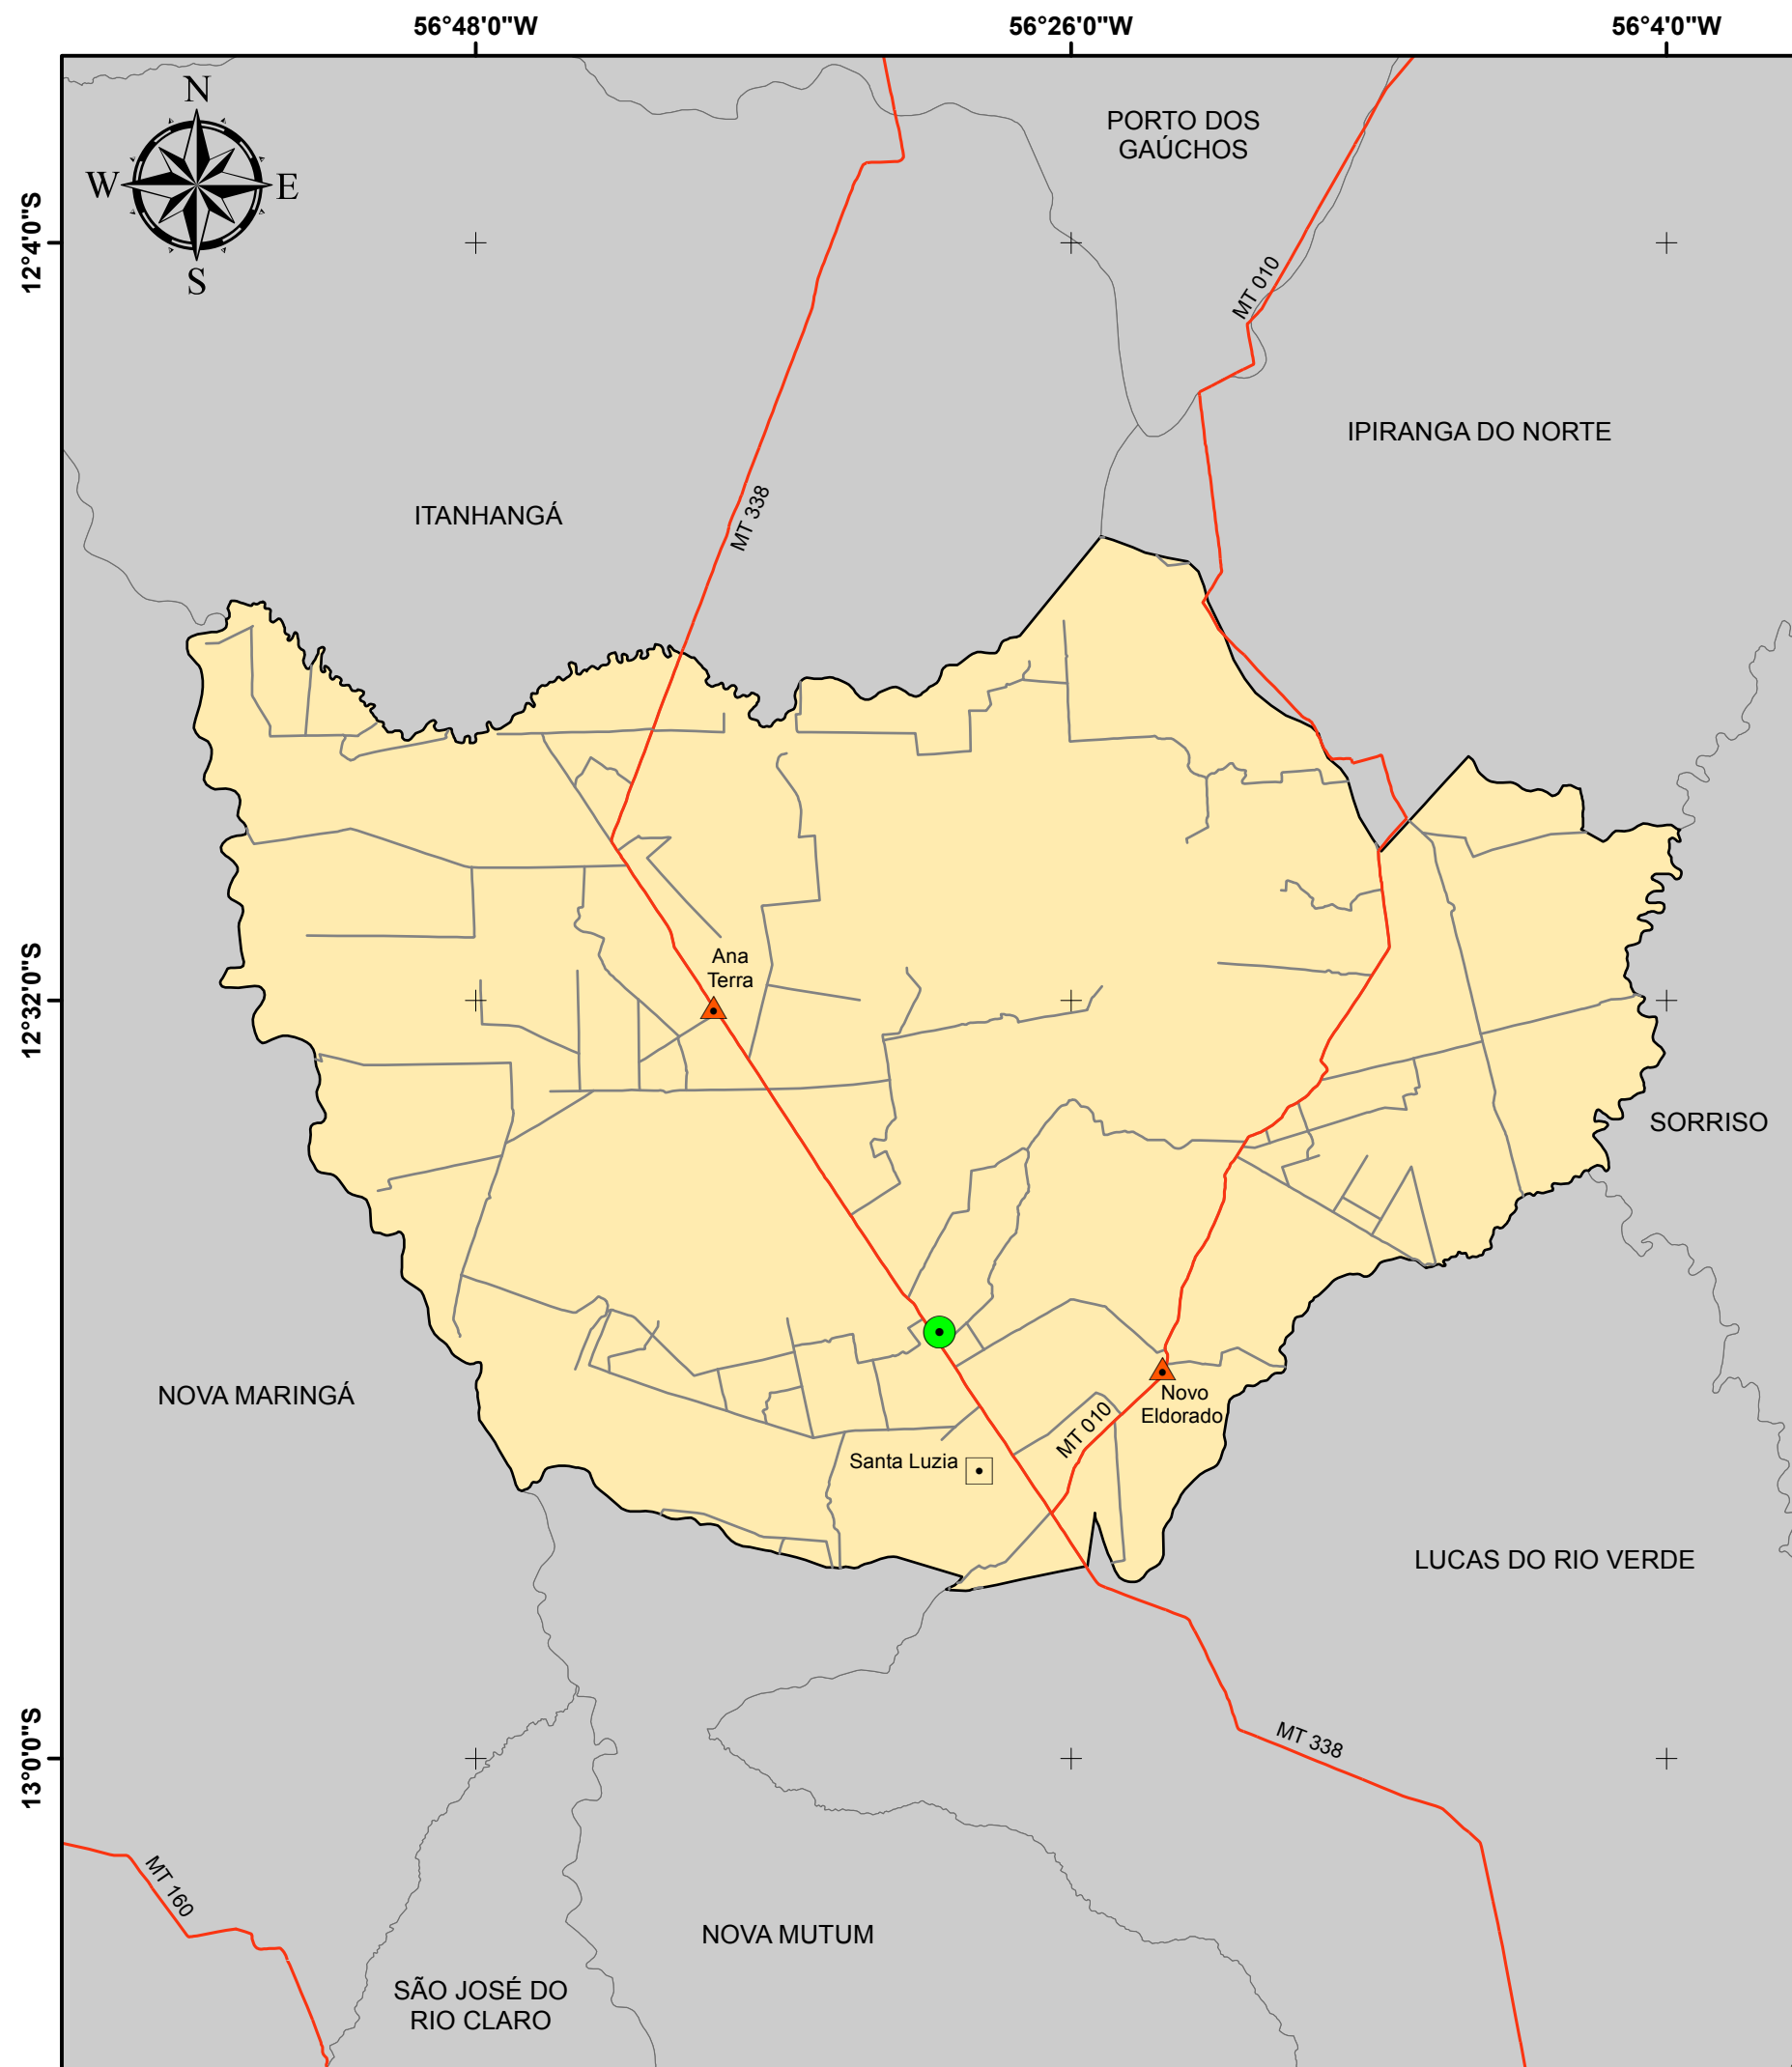 56°48'0"W
56°26'0"W
56°4'0"W
N
W
E
S
12°4'0"S
PORTO DOS
GAÚCHOS
MT 010
IPIRANGA DO NORTE
ITANHANGÁ
MT 338
Ana
Terra
12°32'0"S
SORRISO
NOVA MARINGÁ
Novo
Eldorado
MT 010
Santa Luzia
LUCAS DO RIO VERDE
13°0'0"S
MT 338
MT 160
NOVA MUTUM
SÃO JOSÉ DO
RIO CLARO